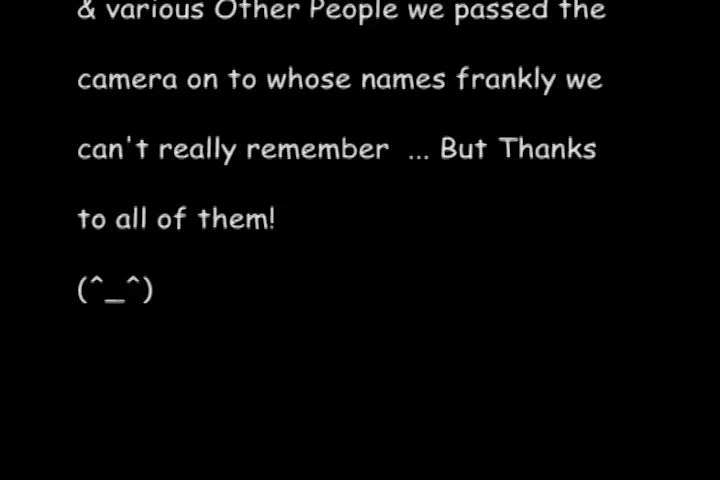 & various Other People we passed the
camera on to whose names frankly we
can't really remember  ... But Thanks
to all of them!
(^_^)